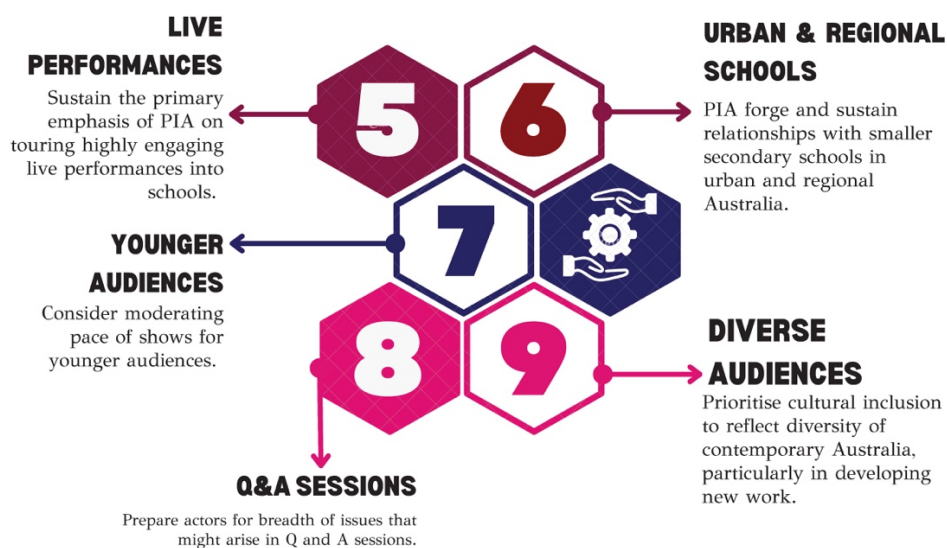 5
LIVE
PERFORMANCES
Sustain the primary
emphasis of PIA on
touring highly engaging
live performances into
schools.
6
URBAN & REGIONAL
SCHOOLS
PIA forge and sustain
relationships with smaller
secondary schools in
urban and regional
Australia.
7
YOUNGER
AUDIENCES
Consider moderating
pace of shows for
younger audiences.
8
Q&A SESSIONS
Prepare actors for breadth of issues that
might arise in Q and A sessions.
9
DIVERSE
AUDIENCES
Prioritise cultural inclusion
to reflect diversity of
contemporary Australia,
particularly in developing
new work.